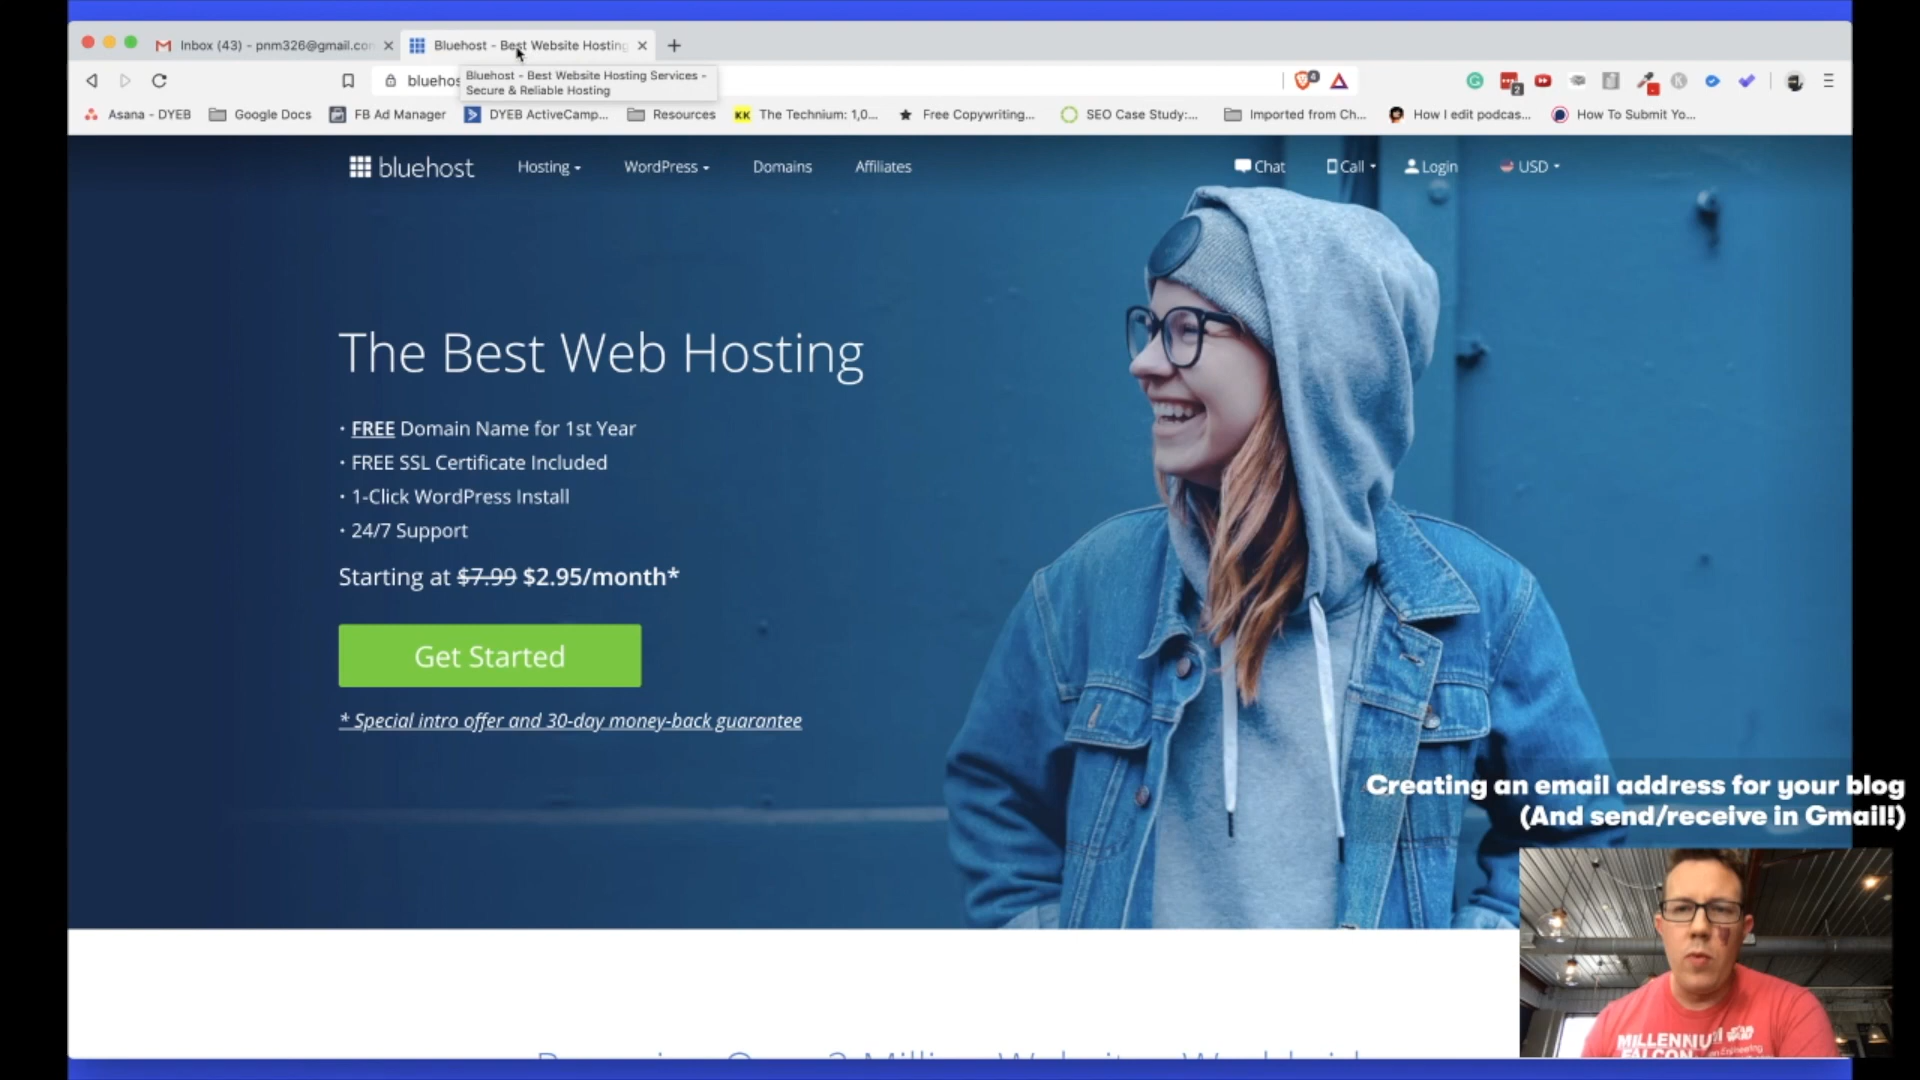 Inbox (43) - pnm326@gmail.con
Bluehost - Best Website Hosting
bluehos
Bluehost - Best Website Hosting Services -
Secure & Reliable Hosting
Asana - DYEB
Google Docs
FB Ad Manager
DYEB ActiveCamp...
Resources
KK
The Technium: 1,0...
Free Copywriting...
SEO Case Study:...
Imported from Ch...
How I edit podcas...
How To Submit Yo...
bluehost
Hosting
WordPress
Domains
Affiliates
Chat
Call
Login
USD
The Best Web Hosting
· FREE Domain Name for 1st Year
· FREE SSL Certificate Included
· 1-Click WordPress Install
· 24/7 Support
Starting at $7.99 $2.95/month*
Get Started
* Special intro offer and 30-day money-back guarantee
Creating an email address for your blog
(And send/receive in Gmail!)
MILLENNIUM
FALCON